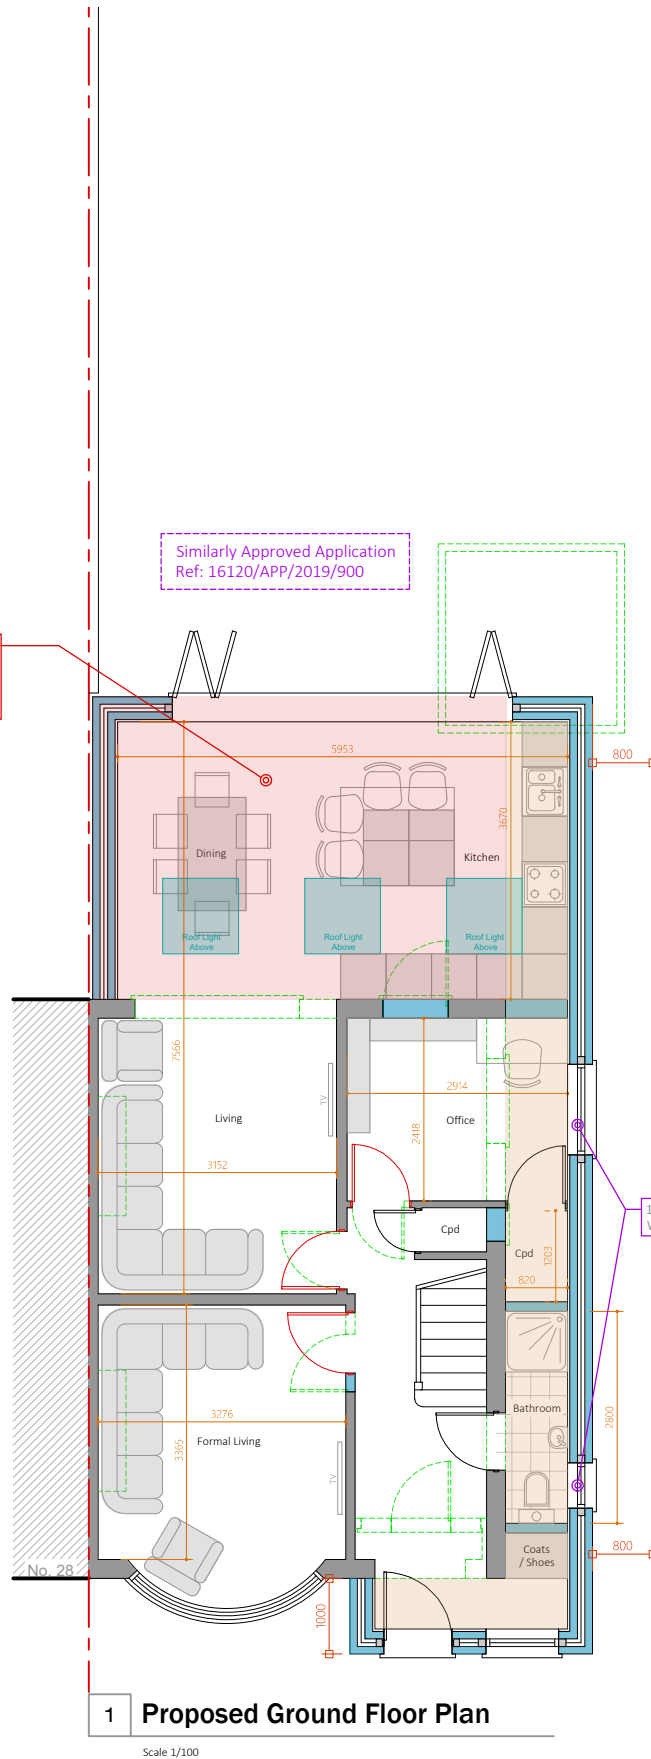 Similarly Approved Application
Ref: 16120/APP/2019/900
800
5953
3670
Dining
Kitchen
Roof Light
Above
Roof Light
Above
Roof Light
Above
7566
TV
2914
Living
Office
2418
3152
Cpd
Cpd
1203
820
Bathroom
3276
2800
Formal Living
3365
TV
Coats
/ Shoes
800
No. 28
1000
1
Proposed Ground Floor Plan
Scale 1/100